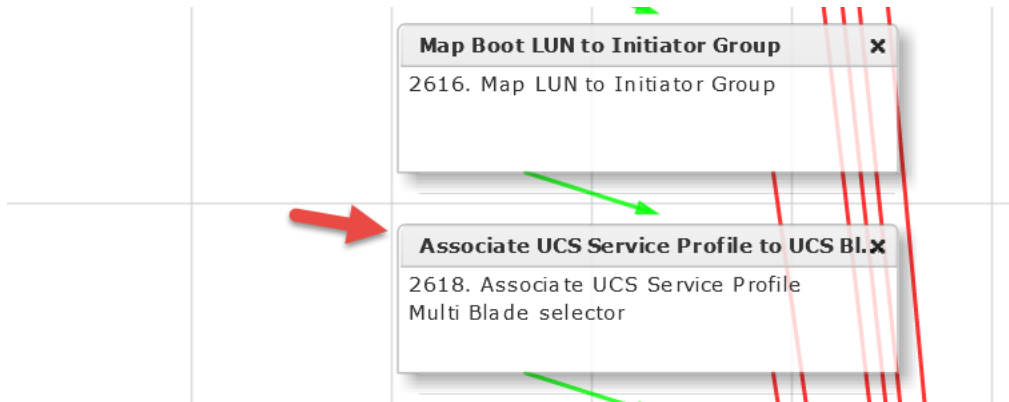 Map Boot LUN to Initiator Group
2616. Map LUN to Initiator Group
Associate UCS Service Profile to UCS Bl..
2618. Associate UCS Service Profile
Multi Blade selector